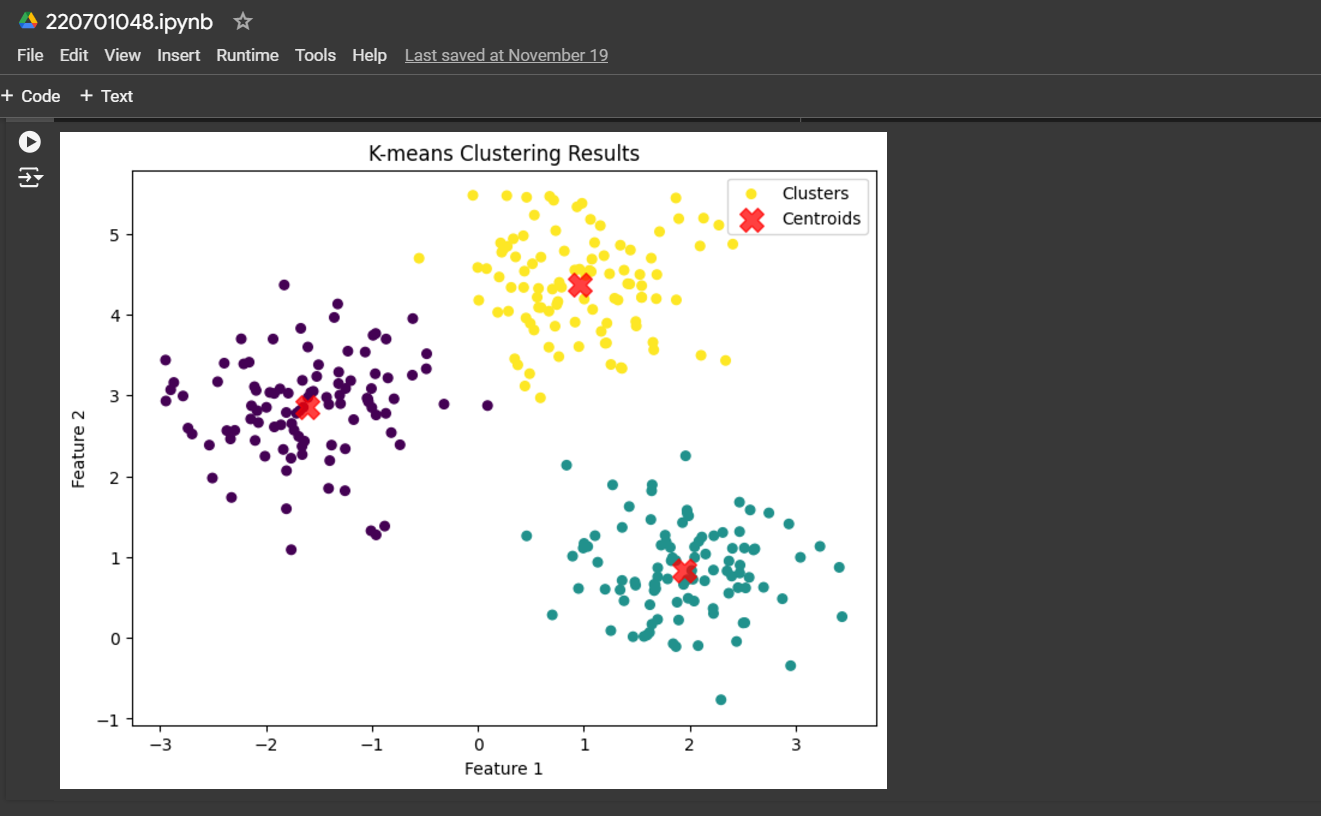 220701048.ipynb
File Edit View Insert Runtime Tools Help Last saved at November 19
+ Code + Text
K-means Clustering Results
Clusters
Centroids
5
4
3
2
1
0
−1
Feature 2
−3 −2 −1 0 1 2 3
Feature 1